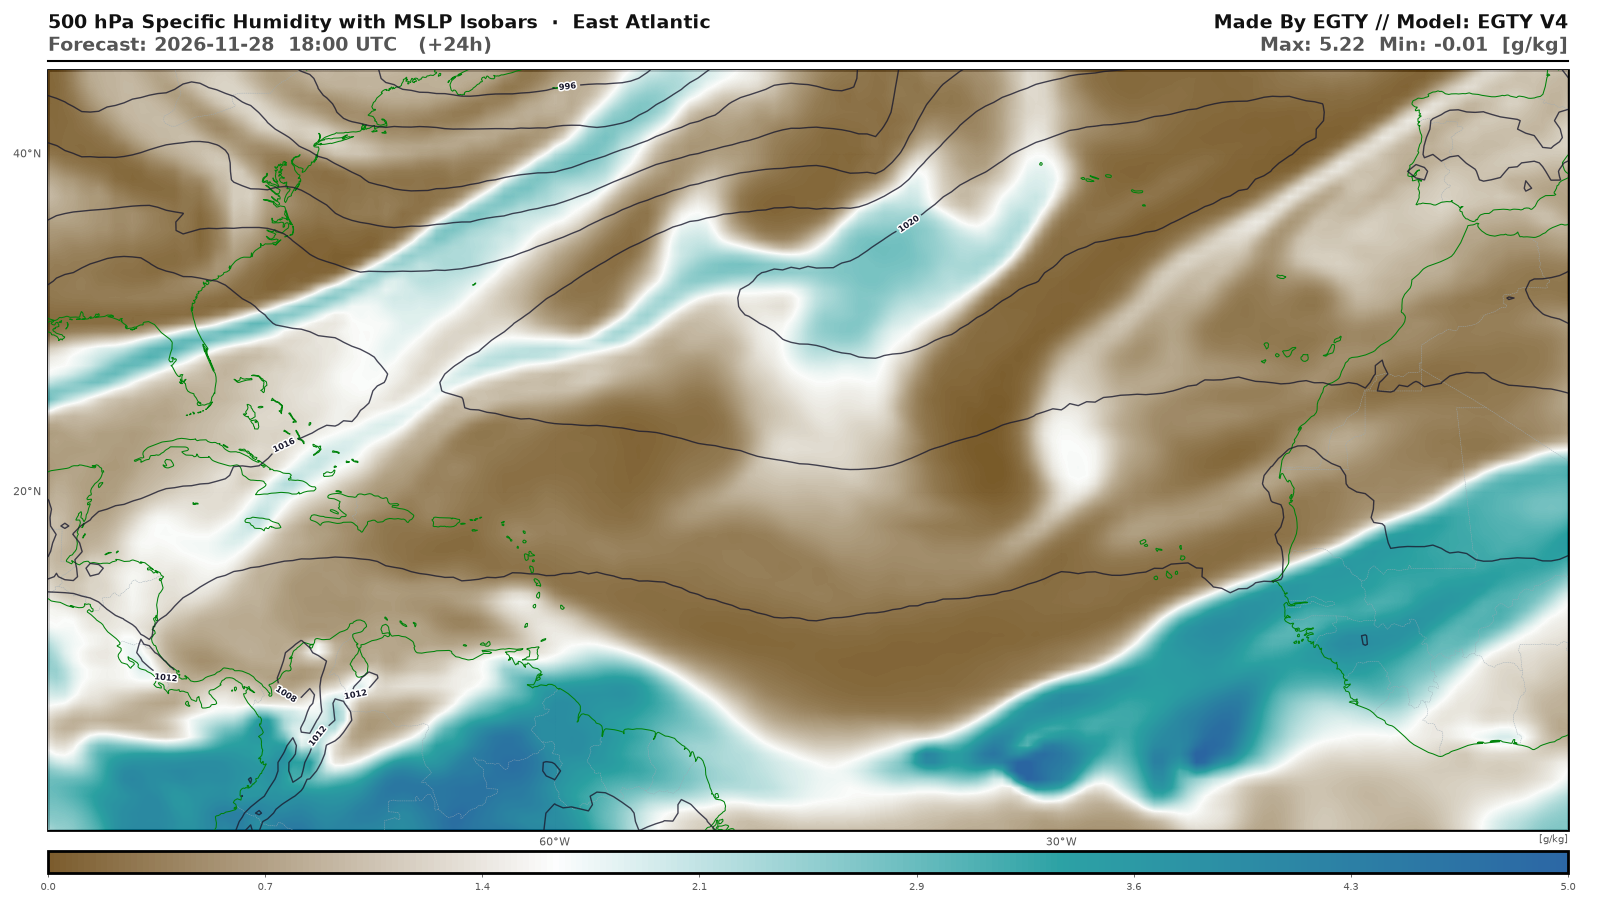 500 hPa Specific Humidity with MSLP Isobars · East Atlantic
Made By EGTY // Model: EGTY V4
Forecast: 2026-11-28 18:00 UTC (+24h)
Max: 5.22 Min: -0.01 [g/kg]
996
40°N
1020
1016
20°N
1012
1008
1012
1012
60°W
30°W
[g/kg]
0.0 0.7 1.4 2.1 2.9 3.6 4.3 5.0